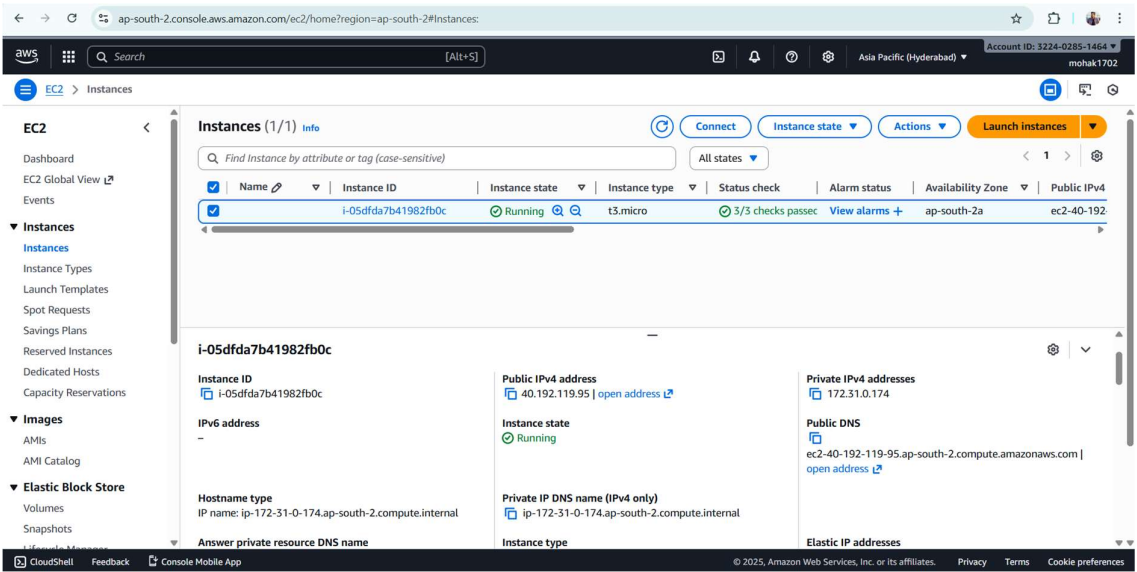 ap-south-2.console.aws.amazon.com/ec2/home?region=ap-south-2#Instances:
aws
Search [Alt+S]
Asia Pacific (Hyderabad)
Account ID: 3224-0285-1464
mohak1702
EC2 > Instances
EC2
Dashboard
EC2 Global View
Events
Instances
Instances
Instance Types
Launch Templates
Spot Requests
Savings Plans
Reserved Instances
Dedicated Hosts
Capacity Reservations
Images
AMIs
AMI Catalog
Elastic Block Store
Volumes
Snapshots
Lifecycle Manager
Instances (1/1) Info
Connect Instance state Actions Launch instances
Find Instance by attribute or tag (case-sensitive) All states 1
Name Instance ID Instance state Instance type Status check Alarm status Availability Zone Public IPv4
i-05dfda7b41982fb0c Running t3.micro 3/3 checks passec View alarms + ap-south-2a ec2-40-192-
i-05dfda7b41982fb0c
Instance ID
i-05dfda7b41982fb0c
Public IPv4 address
40.192.119.95 | open address
Private IPv4 addresses
172.31.0.174
IPv6 address
–
Instance state
Running
Public DNS
ec2-40-192-119-95.ap-south-2.compute.amazonaws.com |
open address
Hostname type
IP name: ip-172-31-0-174.ap-south-2.compute.internal
Private IP DNS name (IPv4 only)
ip-172-31-0-174.ap-south-2.compute.internal
Answer private resource DNS name
Instance type
Elastic IP addresses
CloudShell Feedback Console Mobile App © 2025, Amazon Web Services, Inc. or its affiliates. Privacy Terms Cookie preferences